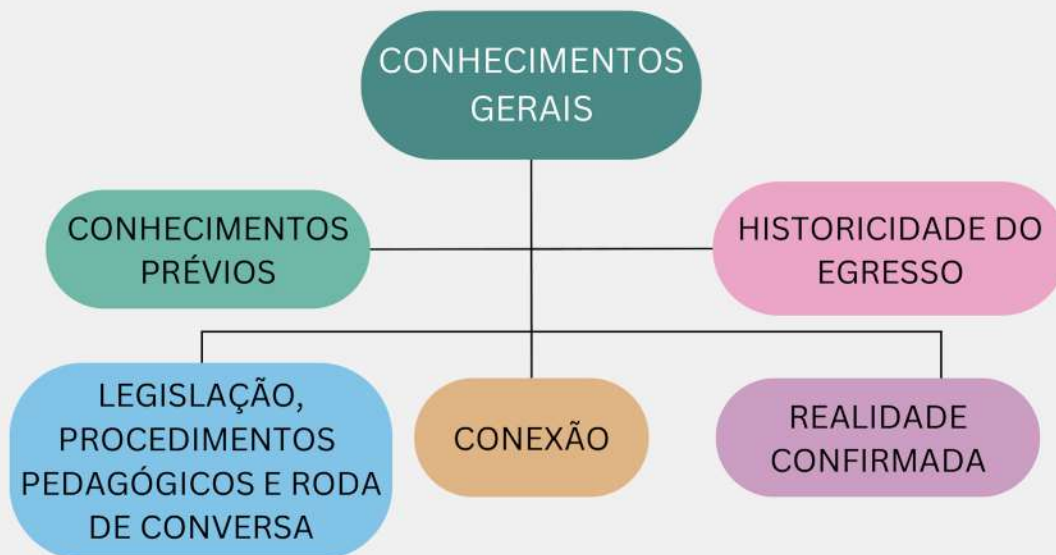 CONHECIMENTOS
GERAIS
CONHECIMENTOS
PRÉVIOS
HISTORICIDADE DO
EGRESSO
LEGISLAÇÃO,
PROCEDIMENTOS
PEDAGÓGICOS E RODA
DE CONVERSA
CONEXÃO
REALIDADE
CONFIRMADA